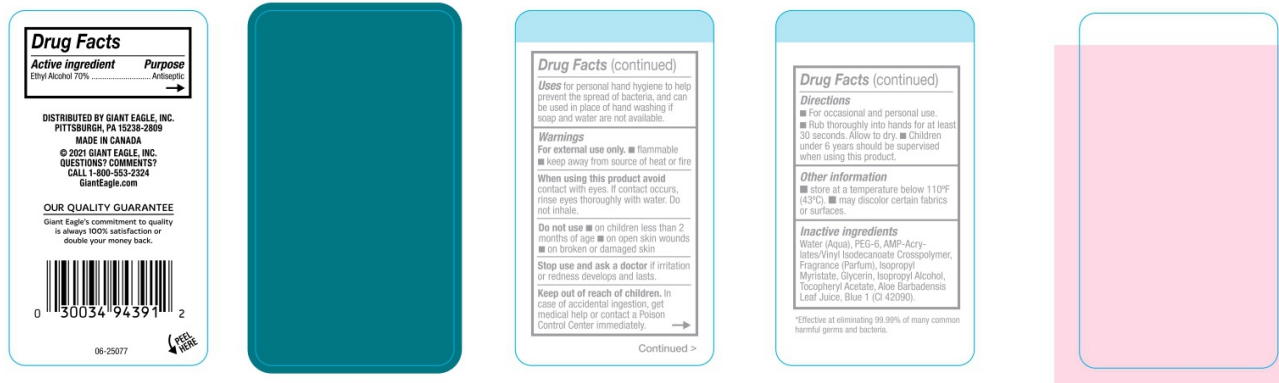 Drug Facts
Active ingredient Purpose
Ethyl Alcohol 70% ............................ Antiseptic
DISTRIBUTED BY GIANT EAGLE, INC.
PITTSBURGH, PA 15238-2809
MADE IN CANADA
© 2021 GIANT EAGLE, INC.
QUESTIONS? COMMENTS?
CALL 1-800-553-2324
GiantEagle.com
OUR QUALITY GUARANTEE
Giant Eagle's commitment to quality
is always 100% satisfaction or
double your money back.
0 30034 94391 2
06-25077
PEEL
HERE
Drug Facts (continued)
Uses for personal hand hygiene to help
prevent the spread of bacteria, and can
be used in place of hand washing if
soap and water are not available.
Warnings
For external use only. ■ flammable
■ keep away from source of heat or fire
When using this product avoid
contact with eyes. If contact occurs,
rinse eyes thoroughly with water. Do
not inhale.
Do not use ■ on children less than 2
months of age ■ on open skin wounds
■ on broken or damaged skin
Stop use and ask a doctor if irritation
or redness develops and lasts.
Keep out of reach of children. In
case of accidental ingestion, get
medical help or contact a Poison
Control Center immediately.
Continued >
Drug Facts (continued)
Directions
■ For occasional and personal use.
■ Rub thoroughly into hands for at least
30 seconds. Allow to dry. ■ Children
under 6 years should be supervised
when using this product.
Other information
■ store at a temperature below 110ºF
(43ºC). ■ may discolor certain fabrics
or surfaces.
Inactive ingredients
Water (Aqua), PEG-6, AMP-Acry-
lates/Vinyl Isodecanoate Crosspolymer,
Fragrance (Parfum), Isopropyl
Myristate, Glycerin, Isopropyl Alcohol,
Tocopheryl Acetate, Aloe Barbadensis
Leaf Juice, Blue 1 (CI 42090).
*Effective at eliminating 99.99% of many common
harmful germs and bacteria.